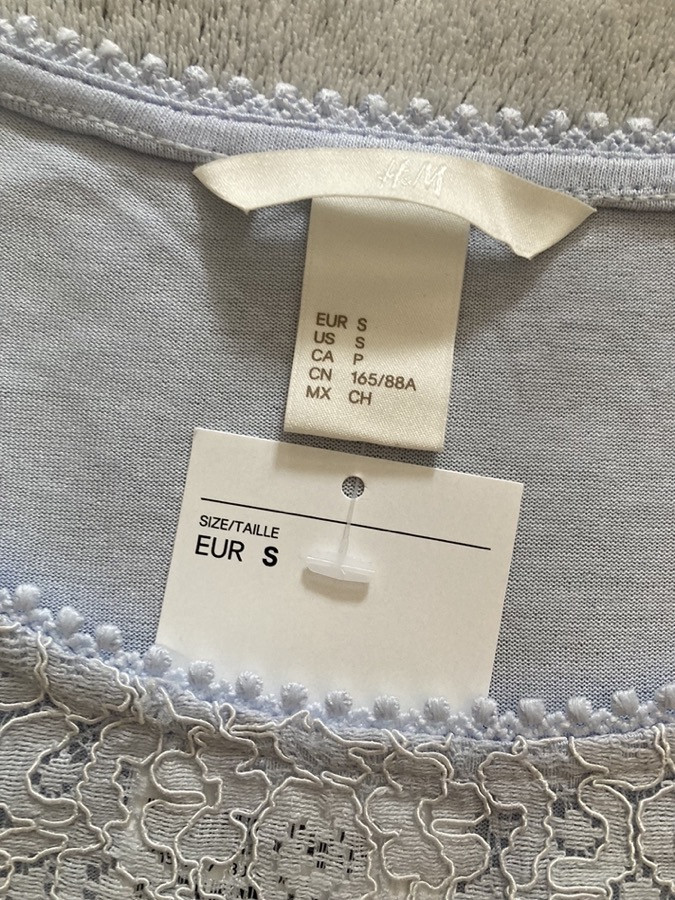 H&M
EUR S
US S
CA P
CN 165/88A
MX CH
SIZE/TAILLE
EUR S